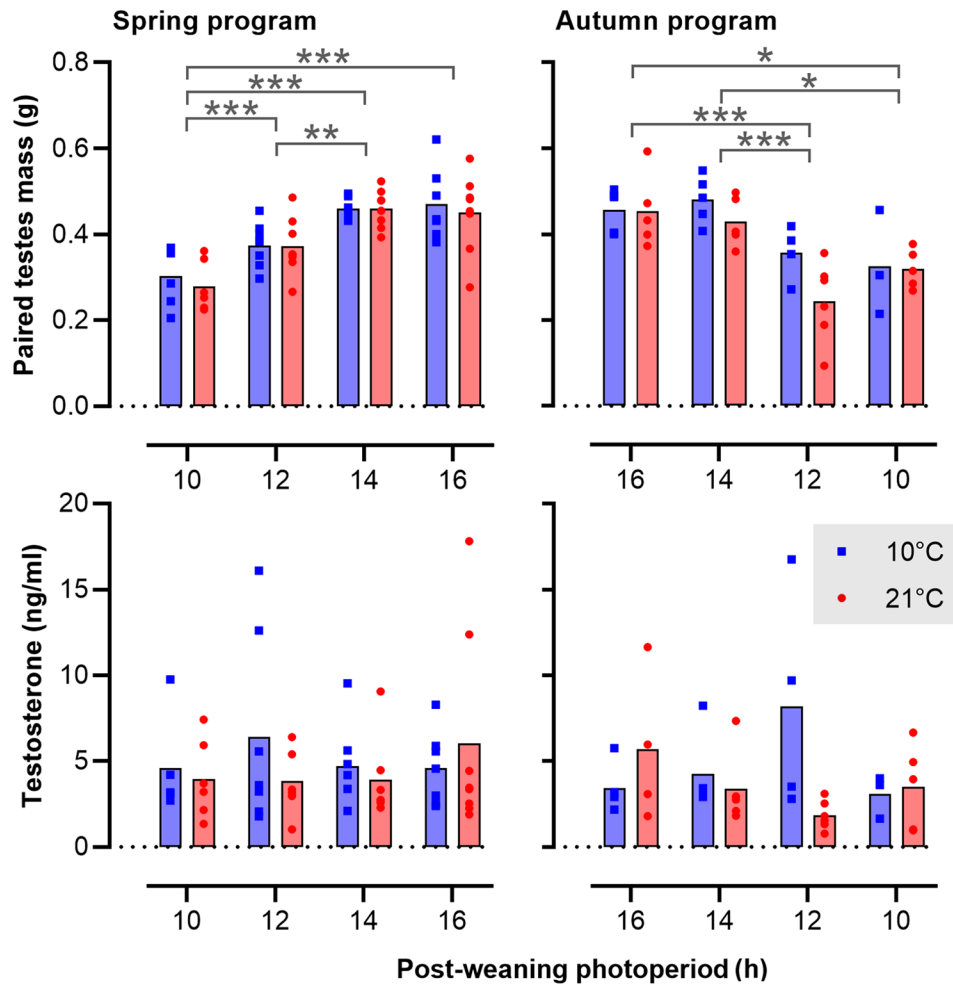 Spring program
Autumn program
Paired testes mass (g)
0.8
0.6
0.4
0.2
0.0
***
***
***
**
*
*
***
***
10 12 14 16
16 14 12 10
Testosterone (ng/ml)
20
15
10
5
0
10°C
21°C
10 12 14 16
16 14 12 10
Post-weaning photoperiod (h)